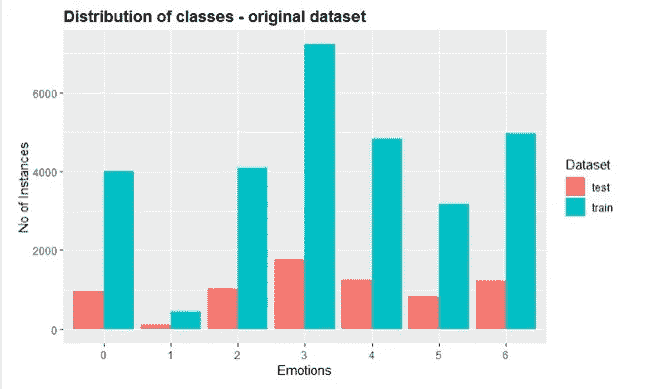 Distribution of classes - original dataset
No of Instances
6000
4000
2000
0
0 1 2 3 4 5 6
Emotions
Dataset
test
train